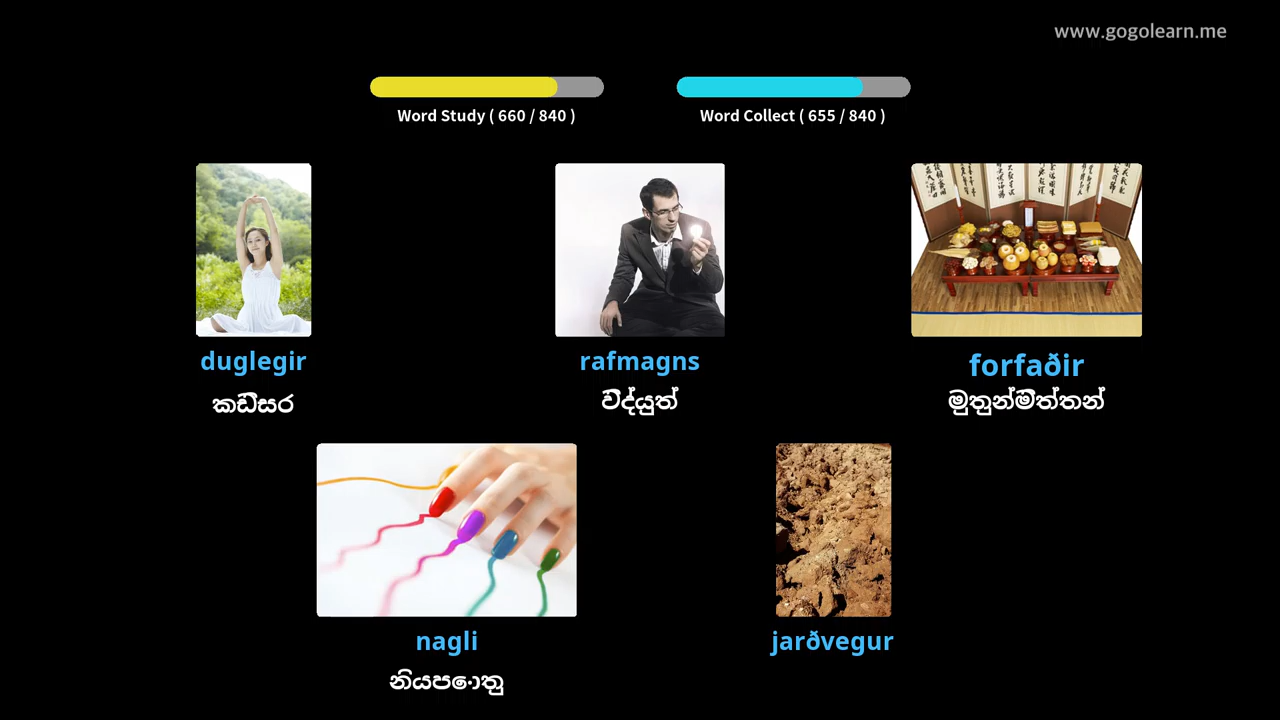 www.gogolearn.me
Word Study ( 660 / 840 )
Word Collect ( 655 / 840 )
duglegir
කඩිසර
rafmagns
විද්යුත්
forfaðir
මුතුන්මිත්තන්
nagli
නියපොතු
jarðvegur